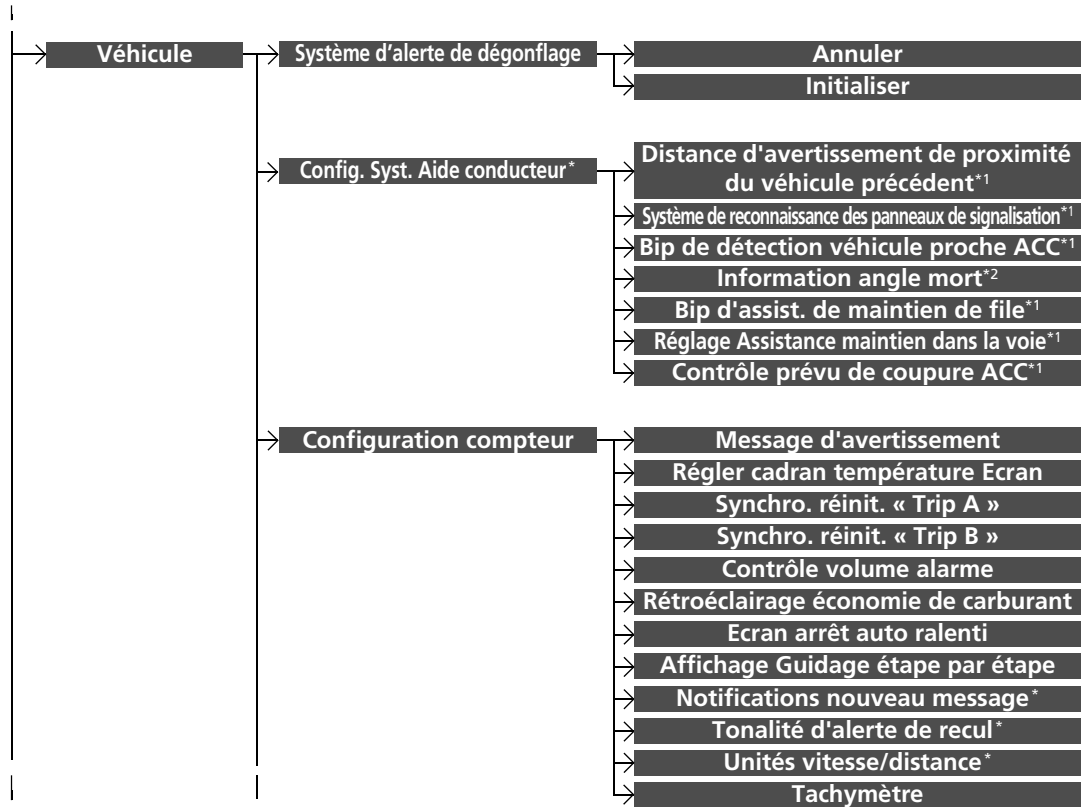 Véhicule
Système d'alerte de dégonflage
Annuler
Initialiser
Config. Syst. Aide conducteur*
Distance d'avertissement de proximité
du véhicule précédent*1
Système de reconnaissance des panneaux de signalisation*1
Bip de détection véhicule proche ACC*1
Information angle mort*2
Bip d'assist. de maintien de file*1
Réglage Assistance maintien dans la voie*1
Contrôle prévu de coupure ACC*1
Configuration compteur
Message d'avertissement
Régler cadran température Ecran
Synchro. réinit. « Trip A »
Synchro. réinit. « Trip B »
Contrôle volume alarme
Rétroéclairage économie de carburant
Ecran arrêt auto ralenti
Affichage Guidage étape par étape
Notifications nouveau message*
Tonalité d'alerte de recul*
Unités vitesse/distance*
Tachymètre